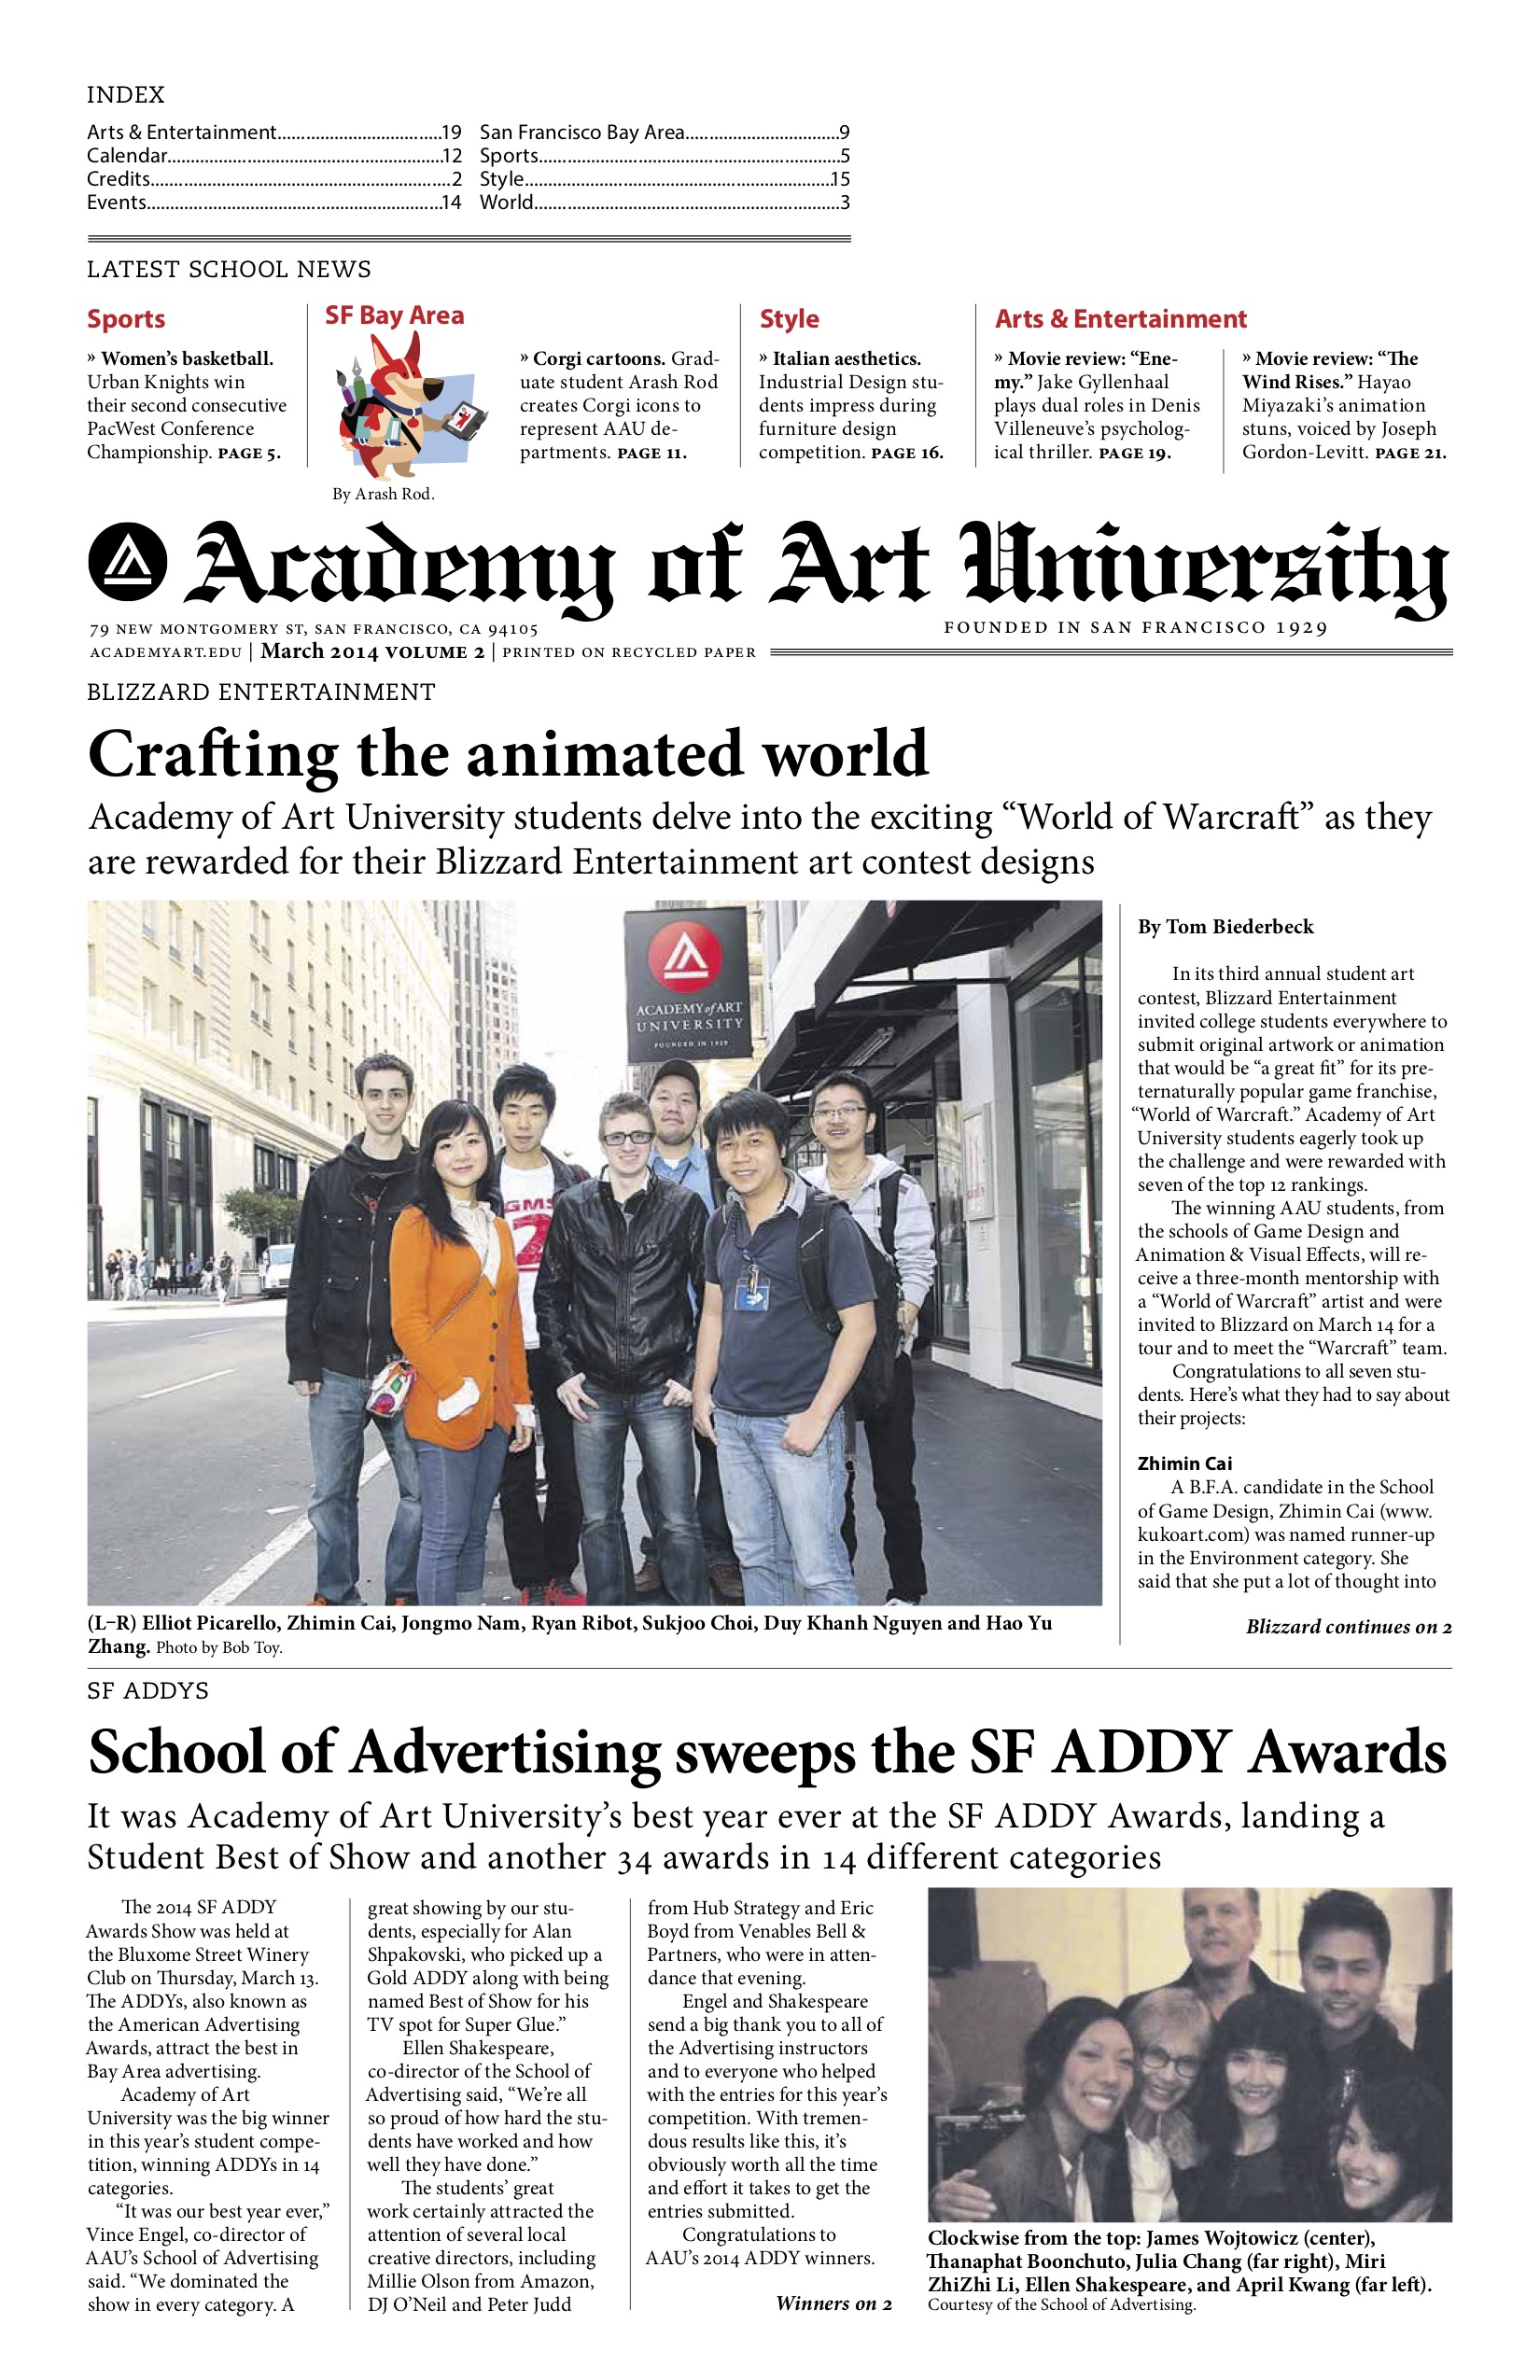 INDEX
Arts & Entertainment..................................19
Calendar..........................................................12
Credits................................................................2
Events...............................................................14
San Francisco Bay Area................................9
Sports................................................................5
Style.................................................................15
World.................................................................3
LATEST SCHOOL NEWS
Sports
» Women's basketball.
Urban Knights win
their second consecutive
PacWest Conference
Championship. PAGE 5.
SF Bay Area
By Arash Rod.
» Corgi cartoons. Grad-
uate student Arash Rod
creates Corgi icons to
represent AAU de-
partments. PAGE 11.
Style
» Italian aesthetics.
Industrial Design stu-
dents impress during
furniture design
competition. PAGE 16.
Arts & Entertainment
» Movie review: “Ene-
my.” Jake Gyllenhaal
plays dual roles in Denis
Villeneuve's psycholog-
ical thriller. PAGE 19.
» Movie review: “The
Wind Rises.” Hayao
Miyazaki's animation
stuns, voiced by Joseph
Gordon-Levitt. PAGE 21.
Academy of Art University
79 NEW MONTGOMERY ST, SAN FRANCISCO, CA 94105
FOUNDED IN SAN FRANCISCO 1929
ACADEMYART.EDU | March 2014 VOLUME 2 | PRINTED ON RECYCLED PAPER
BLIZZARD ENTERTAINMENT
Crafting the animated world
Academy of Art University students delve into the exciting “World of Warcraft” as they
are rewarded for their Blizzard Entertainment art contest designs
ACADEMY of ART
UNIVERSITY
FOUNDED IN 1929
GMS
2
(L–R) Elliot Picarello, Zhimin Cai, Jongmo Nam, Ryan Ribot, Sukjoo Choi, Duy Khanh Nguyen and Hao Yu
Zhang. Photo by Bob Toy.
By Tom Biederbeck
In its third annual student art
contest, Blizzard Entertainment
invited college students everywhere to
submit original artwork or animation
that would be “a great fit” for its pre-
ternaturally popular game franchise,
“World of Warcraft.” Academy of Art
University students eagerly took up
the challenge and were rewarded with
seven of the top 12 rankings.
The winning AAU students, from
the schools of Game Design and
Animation & Visual Effects, will re-
ceive a three-month mentorship with
a “World of Warcraft” artist and were
invited to Blizzard on March 14 for a
tour and to meet the “Warcraft” team.
Congratulations to all seven stu-
dents. Here's what they had to say about
their projects:
Zhimin Cai
A B.F.A. candidate in the School
of Game Design, Zhimin Cai (www.
kukoart.com) was named runner-up
in the Environment category. She
said that she put a lot of thought into
Blizzard continues on 2
SF ADDYS
School of Advertising sweeps the SF ADDY Awards
It was Academy of Art University's best year ever at the SF ADDY Awards, landing a
Student Best of Show and another 34 awards in 14 different categories
The 2014 SF ADDY
Awards Show was held at
the Bluxome Street Winery
Club on Thursday, March 13.
The ADDYs, also known as
the American Advertising
Awards, attract the best in
Bay Area advertising.
Academy of Art
University was the big winner
in this year's student compe-
tition, winning ADDYs in 14
categories.
“It was our best year ever,”
Vince Engel, co-director of
AAU's School of Advertising
said. “We dominated the
show in every category. A
great showing by our stu-
dents, especially for Alan
Shpakovski, who picked up a
Gold ADDY along with being
named Best of Show for his
TV spot for Super Glue.”
Ellen Shakespeare,
co-director of the School of
Advertising said, “We're all
so proud of how hard the stu-
dents have worked and how
well they have done.”
The students' great
work certainly attracted the
attention of several local
creative directors, including
Millie Olson from Amazon,
DJ O'Neil and Peter Judd
from Hub Strategy and Eric
Boyd from Venables Bell &
Partners, who were in atten-
dance that evening.
Engel and Shakespeare
send a big thank you to all of
the Advertising instructors
and to everyone who helped
with the entries for this year's
competition. With tremen-
dous results like this, it's
obviously worth all the time
and effort it takes to get the
entries submitted.
Congratulations to
AAU's 2014 ADDY winners.
Winners on 2
Clockwise from the top: James Wojtowicz (center),
Thanaphat Boonchuto, Julia Chang (far right), Miri
ZhiZhi Li, Ellen Shakespeare, and April Kwang (far left).
Courtesy of the School of Advertising.